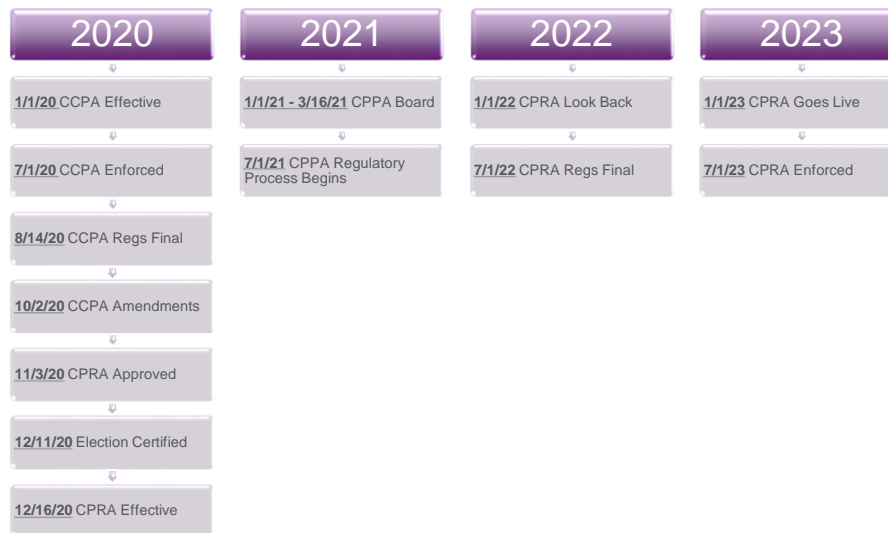 2020
1/1/20 CCPA Effective
7/1/20 CCPA Enforced
8/14/20 CCPA Regs Final
10/2/20 CCPA Amendments
11/3/20 CPRA Approved
12/11/20 Election Certified
12/16/20 CPRA Effective
2021
1/1/21 - 3/16/21 CPPA Board
7/1/21 CPPA Regulatory
Process Begins
2022
1/1/22 CPRA Look Back
7/1/22 CPRA Regs Final
2023
1/1/23 CPRA Goes Live
7/1/23 CPRA Enforced